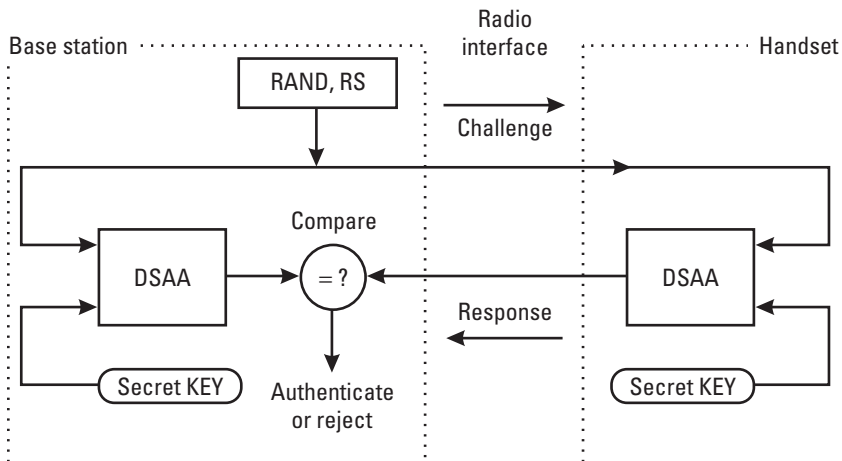 Radio
interface
Base station
Handset
RAND, RS
Challenge
Compare
DSAA
= ?
DSAA
Response
Secret KEY
Authenticate
or reject
Secret KEY